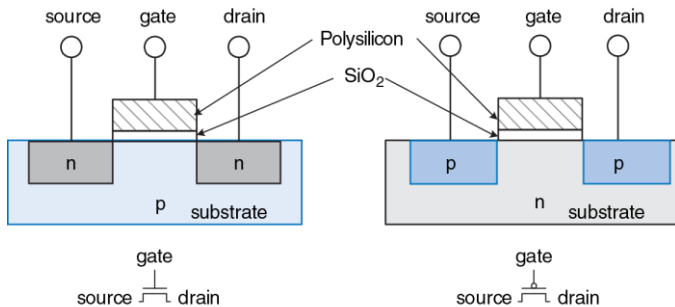 source gate drain
source gate drain
Polysilicon
SiO₂
n n
p p
p
substrate
n
substrate
gate
source drain
gate
source drain